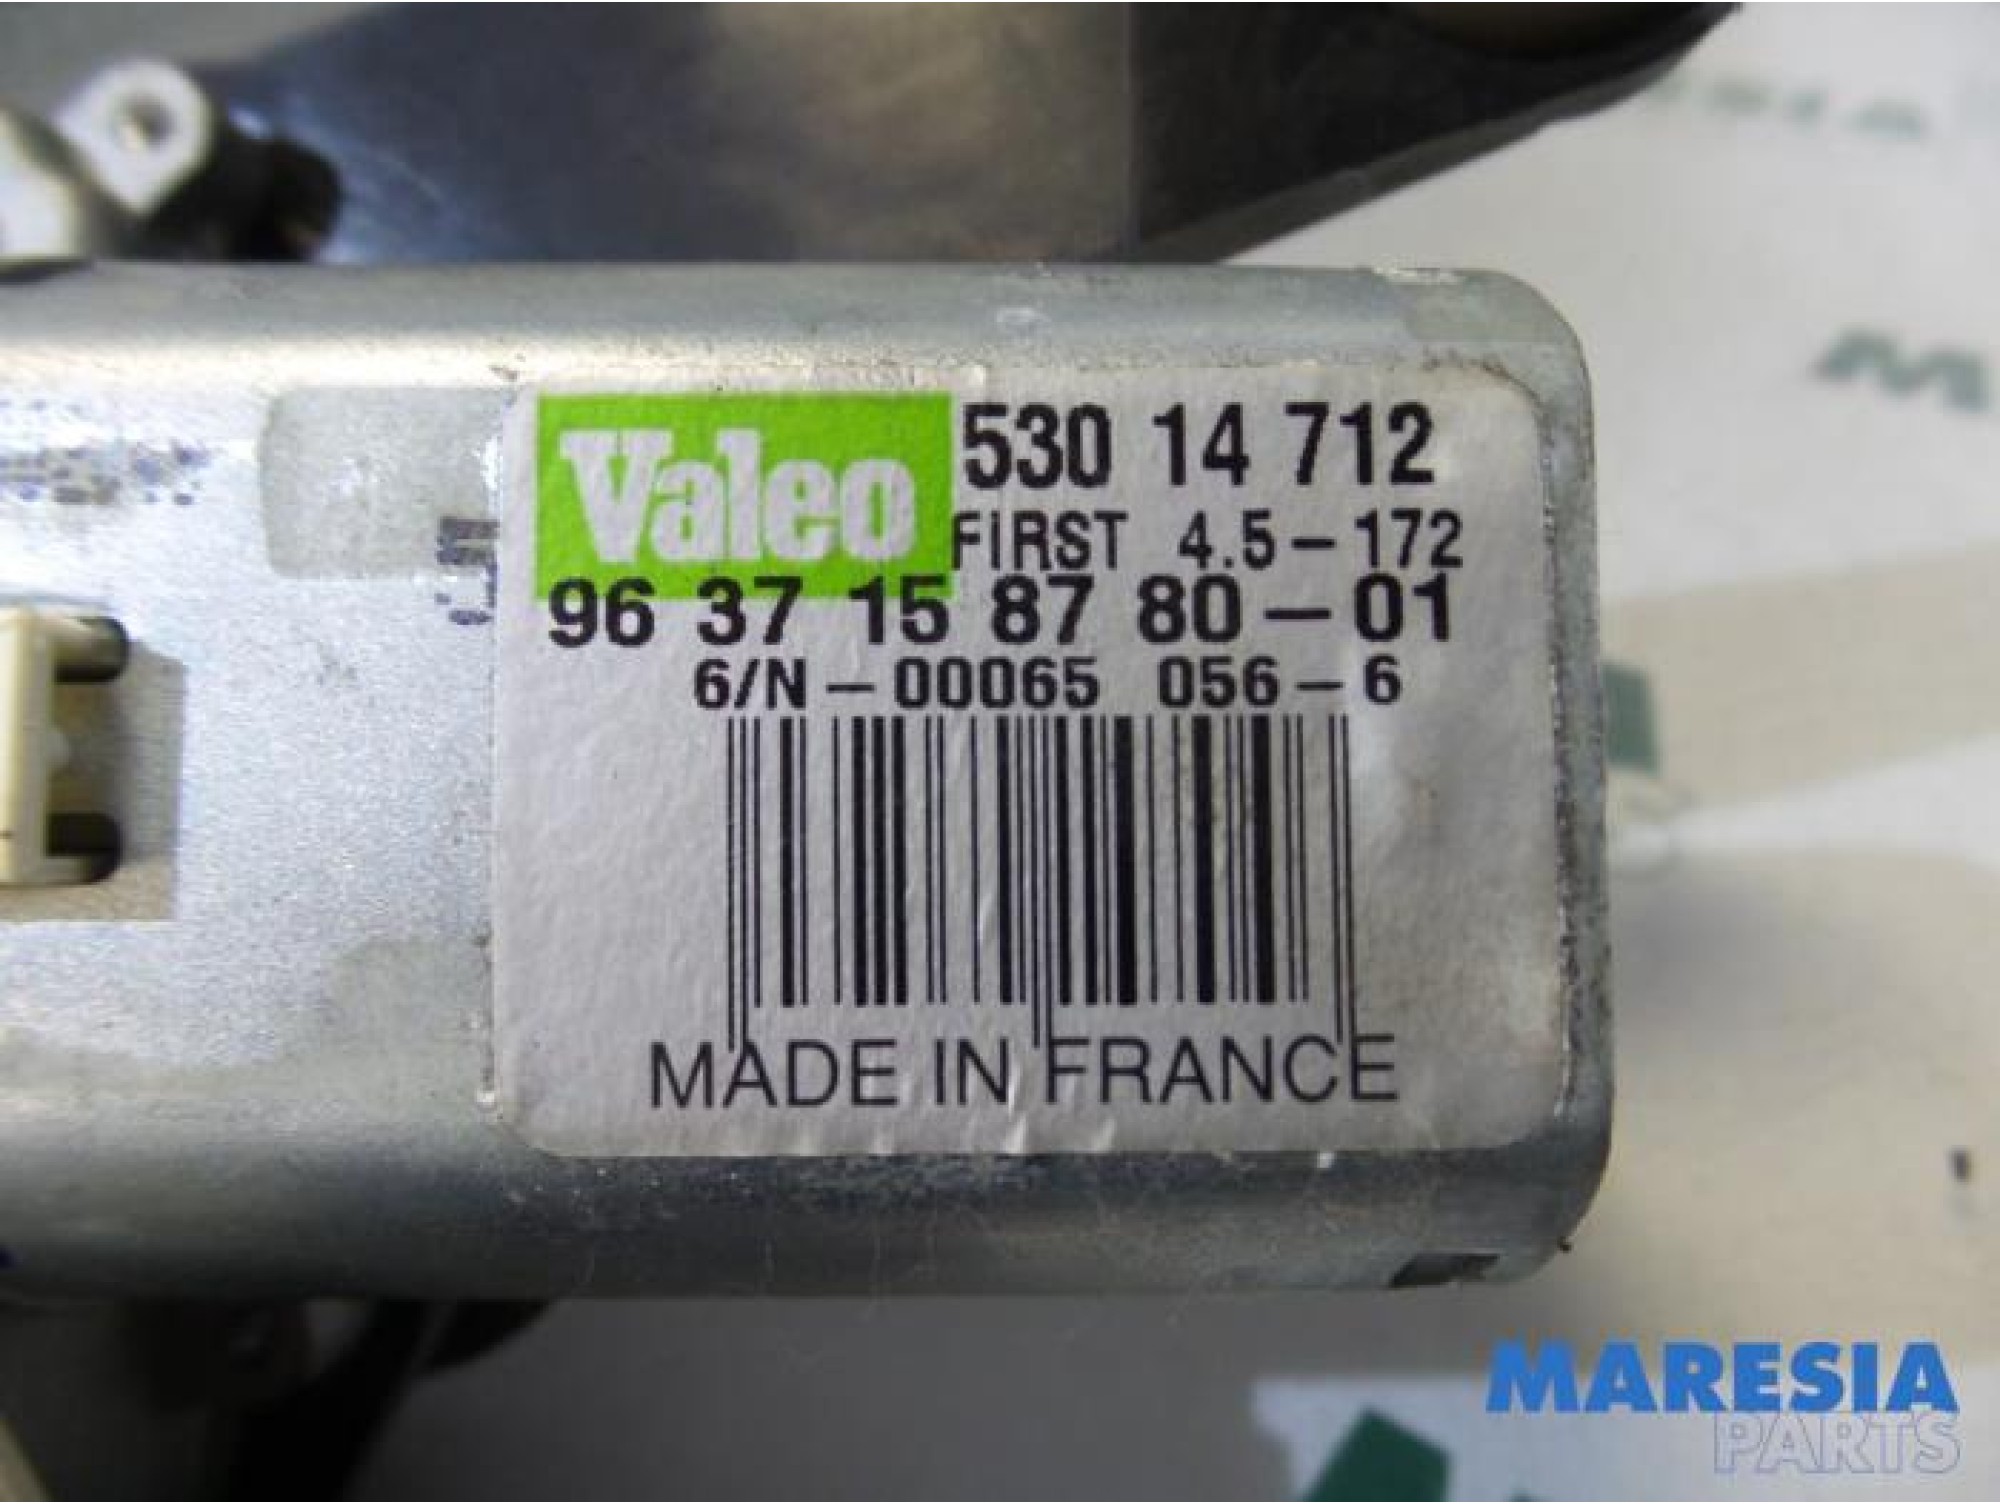 Valeo 530 14 712
FIRST 4.5-172
96 37 15 87 80-01
6/N-00065 056-6
MADE IN FRANCE
MARESIA
PARTS